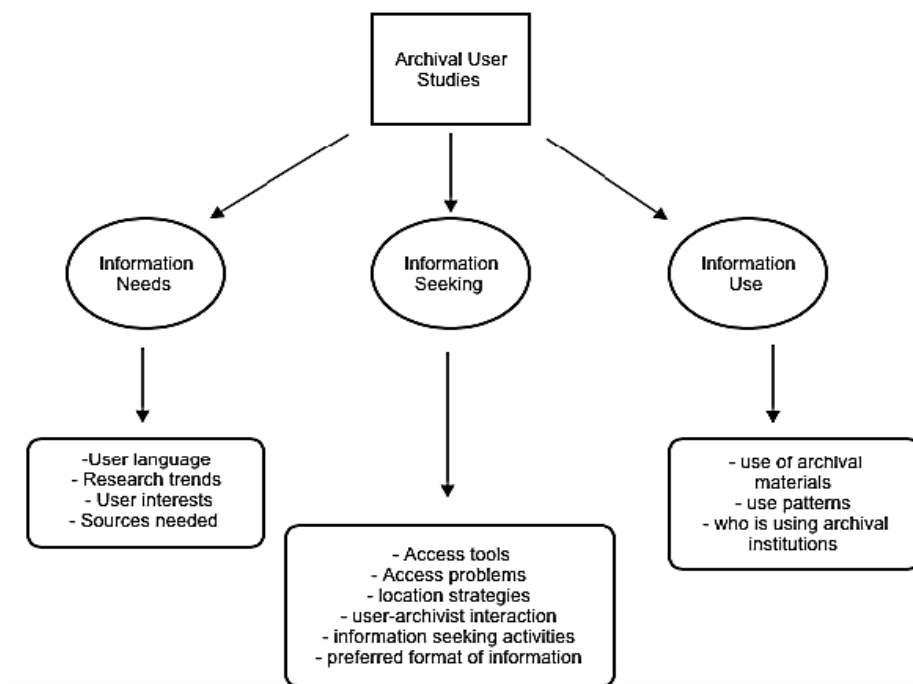 Archival User
Studies
Information
Needs
Information
Seeking
Information
Use
-User language
- Research trends
- User interests
- Sources needed
- Access tools
- Access problems
- location strategies
- user-archivist interaction
- information seeking activities
- preferred format of information
- use of archival
materials
- use patterns
- who is using archival
institutions